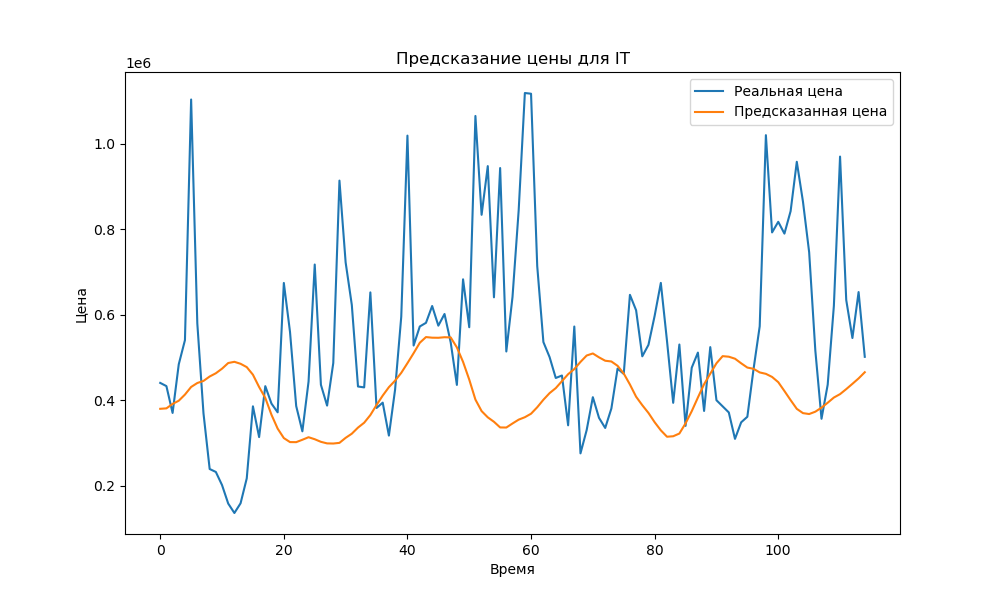 Предсказание цены для IT
1e6
Реальная цена
Предсказанная цена
1.0
0.8
0.6
0.4
0.2
Цена
0 20 40 60 80 100
Время